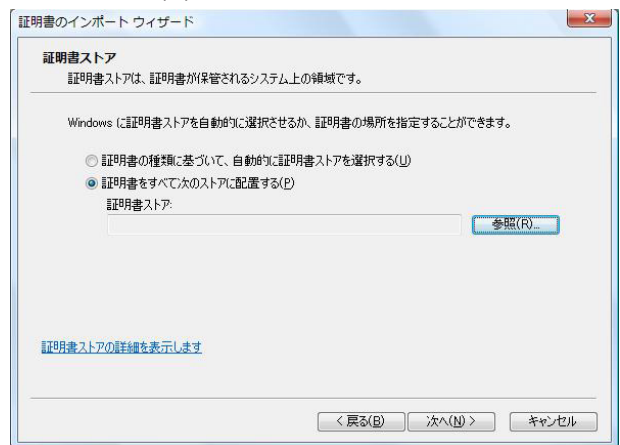 証明書のインポート ウィザード
証明書ストア
証明書ストアは、証明書が保管されるシステム上の領域です。
Windows に証明書ストアを自動的に選択させるか、証明書の場所を指定することができます。
証明書の種類に基づいて、自動的に証明書ストアを選択する(U)
証明書をすべて次のストアに配置する(P)
証明書ストア:
参照(R)...
証明書ストアの詳細を表示します
< 戻る(B)
次へ(N) >
キャンセル